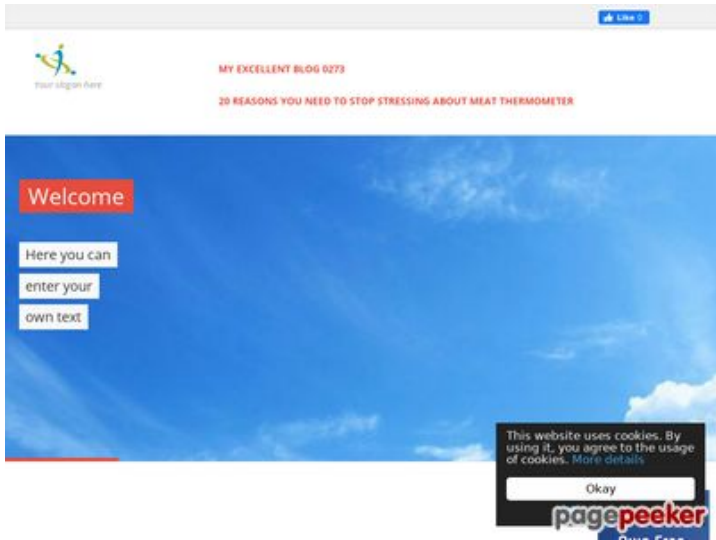 Like 0
Your slogan here
MY EXCELLENT BLOG 0273
20 REASONS YOU NEED TO STOP STRESSING ABOUT MEAT THERMOMETER
Welcome
Here you can
enter your
own text
This website uses cookies. By
using it, you agree to the usage
of cookies. More details
Okay
pagepeeker
Own Free